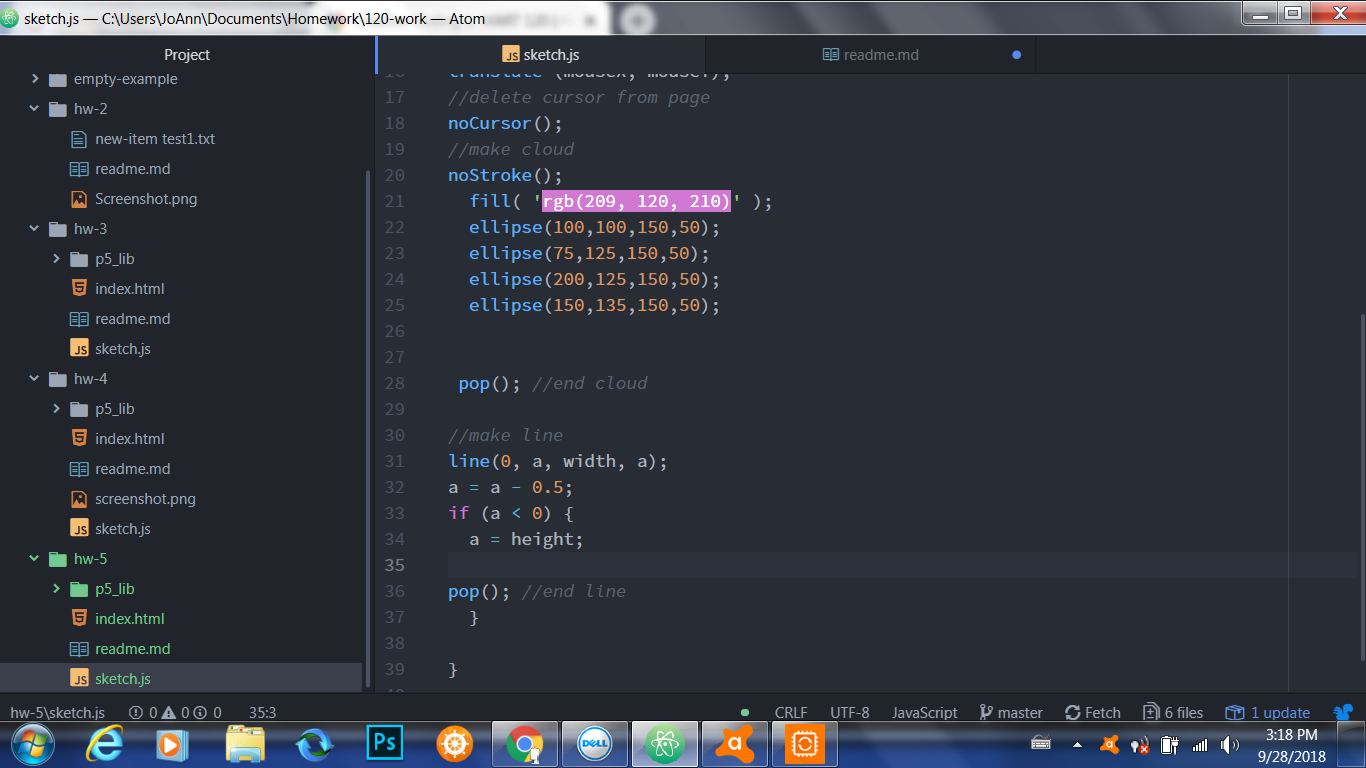 sketch.js — C:\Users\JoAnn\Documents\Homework\120-work — Atom
Project
empty-example
hw-2
new-item test1.txt
readme.md
Screenshot.png
hw-3
p5_lib
index.html
readme.md
sketch.js
hw-4
p5_lib
index.html
readme.md
screenshot.png
sketch.js
hw-5
p5_lib
index.html
readme.md
sketch.js
sketch.js
readme.md
16 translate (mouseX, mouseY);
17 //delete cursor from page
18 noCursor();
19 //make cloud
20 noStroke();
21 fill( 'rgb(209, 120, 210)' );
22 ellipse(100,100,150,50);
23 ellipse(75,125,150,50);
24 ellipse(200,125,150,50);
25 ellipse(150,135,150,50);
26
27
28 pop(); //end cloud
29
30 //make line
31 line(0, a, width, a);
32 a = a - 0.5;
33 if (a < 0) {
34 a = height;
35
36 pop(); //end line
37 }
38
39 }
hw-5\sketch.js 0 0 0 35:3 CRLF UTF-8 JavaScript master Fetch 6 files 1 update
Ps
DELL
3:18 PM
9/28/2018